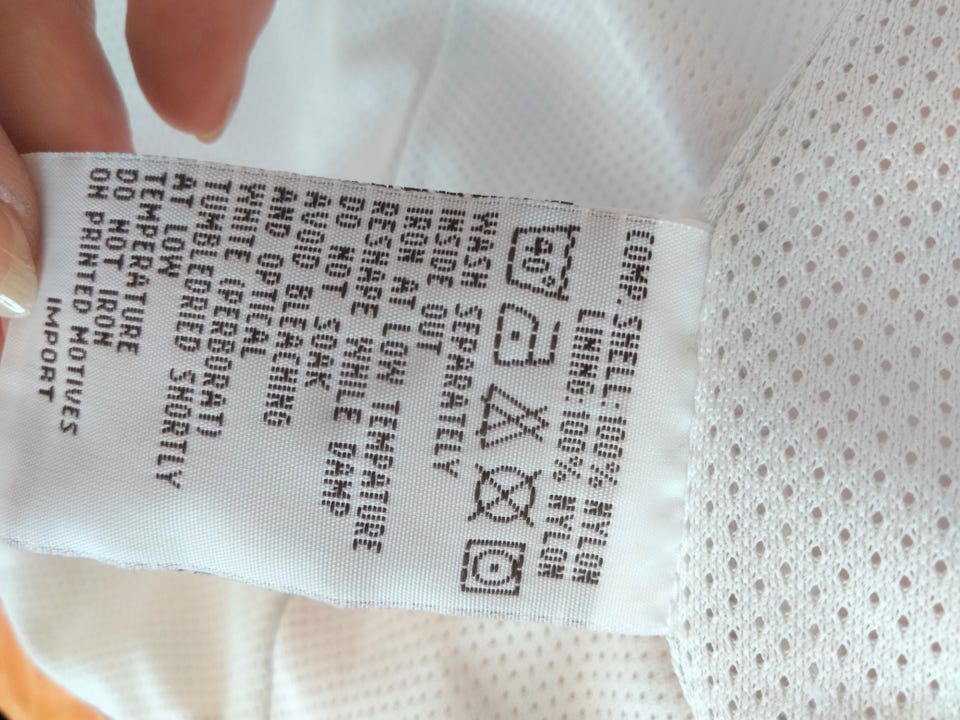 COMP. SHELL:100% NYLON
LINING:100% NYLON
40°
WASH SEPARATELY
INSIDE OUT
IRON AT LOW TEMPATURE
RESHAPE WHILE DAMP
DO NOT SOAK
AVOID BLEACHING
AND OPTICAL
WHITE (PERBORAT)
TUMBLEDRIED SHORTLY
AT LOW
TEMPERATURE
DO NOT IRON
ON PRINTED MOTIVES
IMPORT